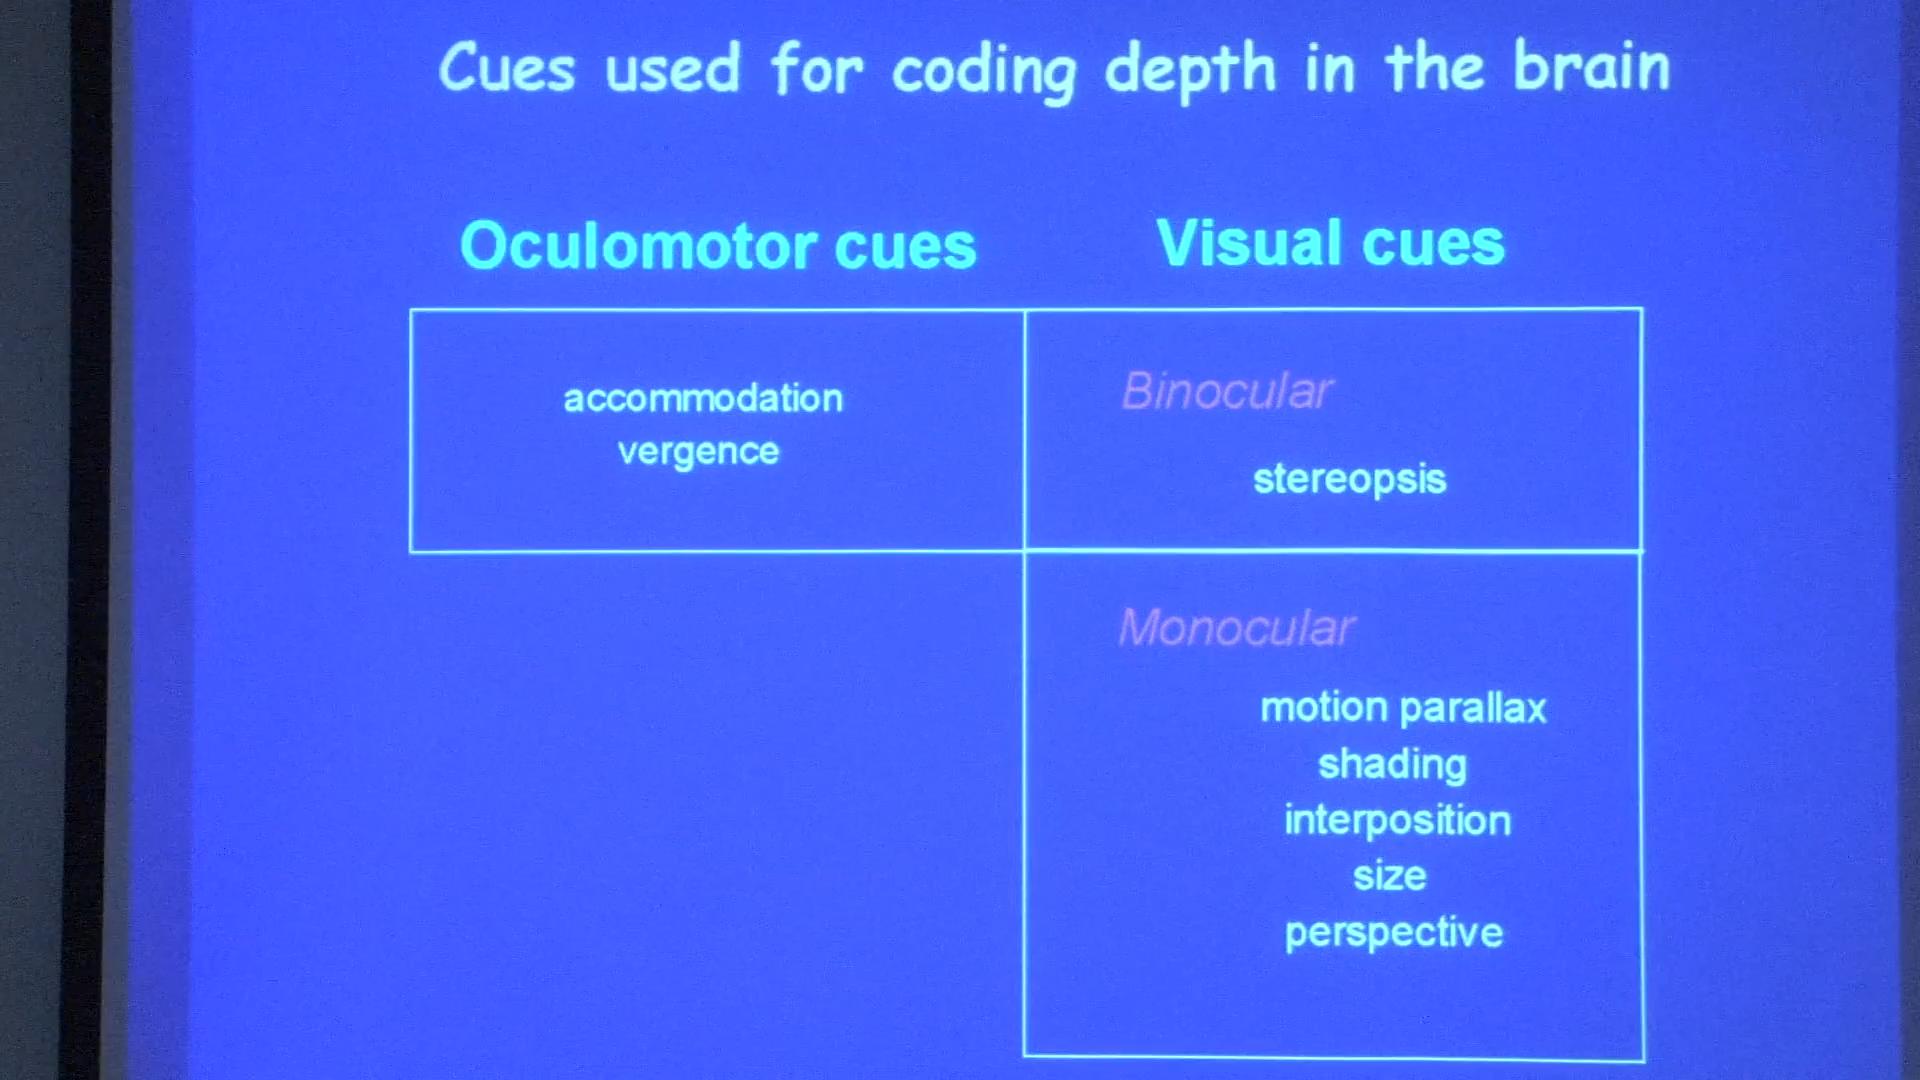 Cues used for coding depth in the brain
Oculomotor cues
Visual cues
accommodation
vergence
Binocular
stereopsis
Monocular
motion parallax
shading
interposition
size
perspective